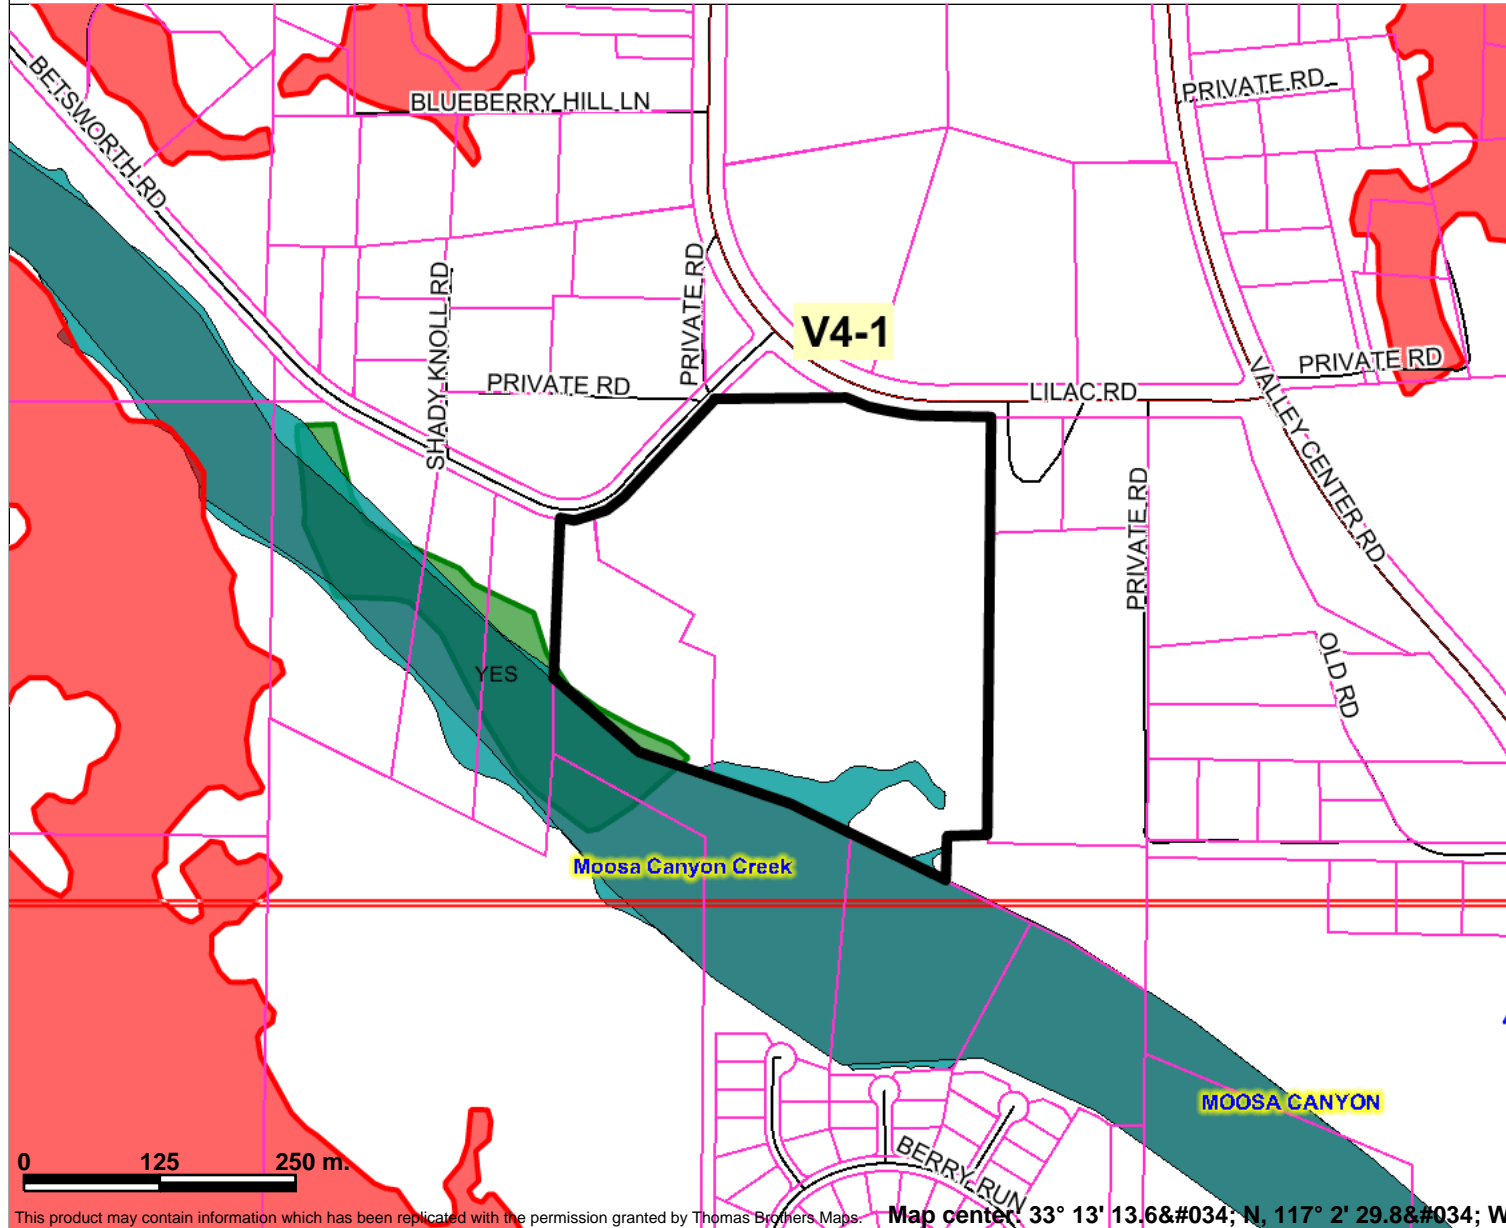 BETSWORTH RD
BLUEBERRY HILL LN
PRIVATE RD
PRIVATE RD
SHADY KNOLL RD
V4-1
PRIVATE RD
LILAC RD
PRIVATE RD
VALLEY CENTER RD
PRIVATE RD
OLD RD
YES
Moosa Canyon Creek
MOOSA CANYON
BERRY RUN
0 125 250 m.
This product may contain information which has been replicated with the permission granted by Thomas Brothers Maps.
Map center: 33° 13' 13.6&#034; N, 117° 2' 29.8&#034; W